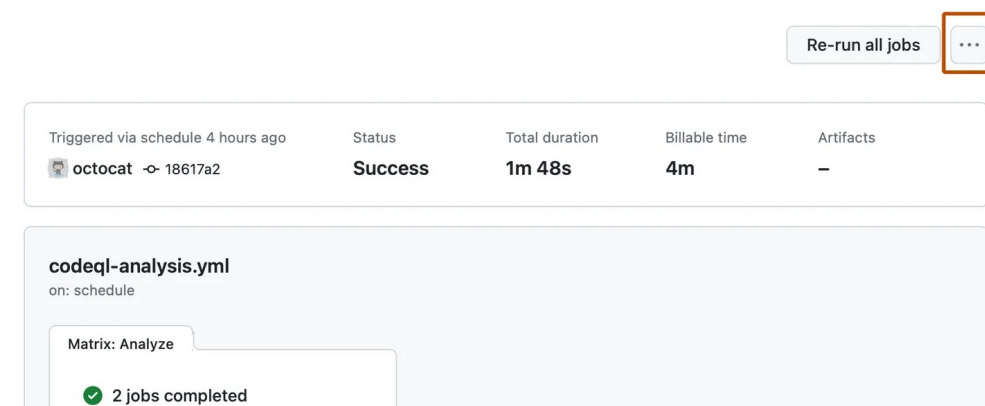 Re-run all jobs ...
Triggered via schedule 4 hours ago
octocat 18617a2
Status
Success
Total duration
1m 48s
Billable time
4m
Artifacts
–
codeql-analysis.yml
on: schedule
Matrix: Analyze
2 jobs completed